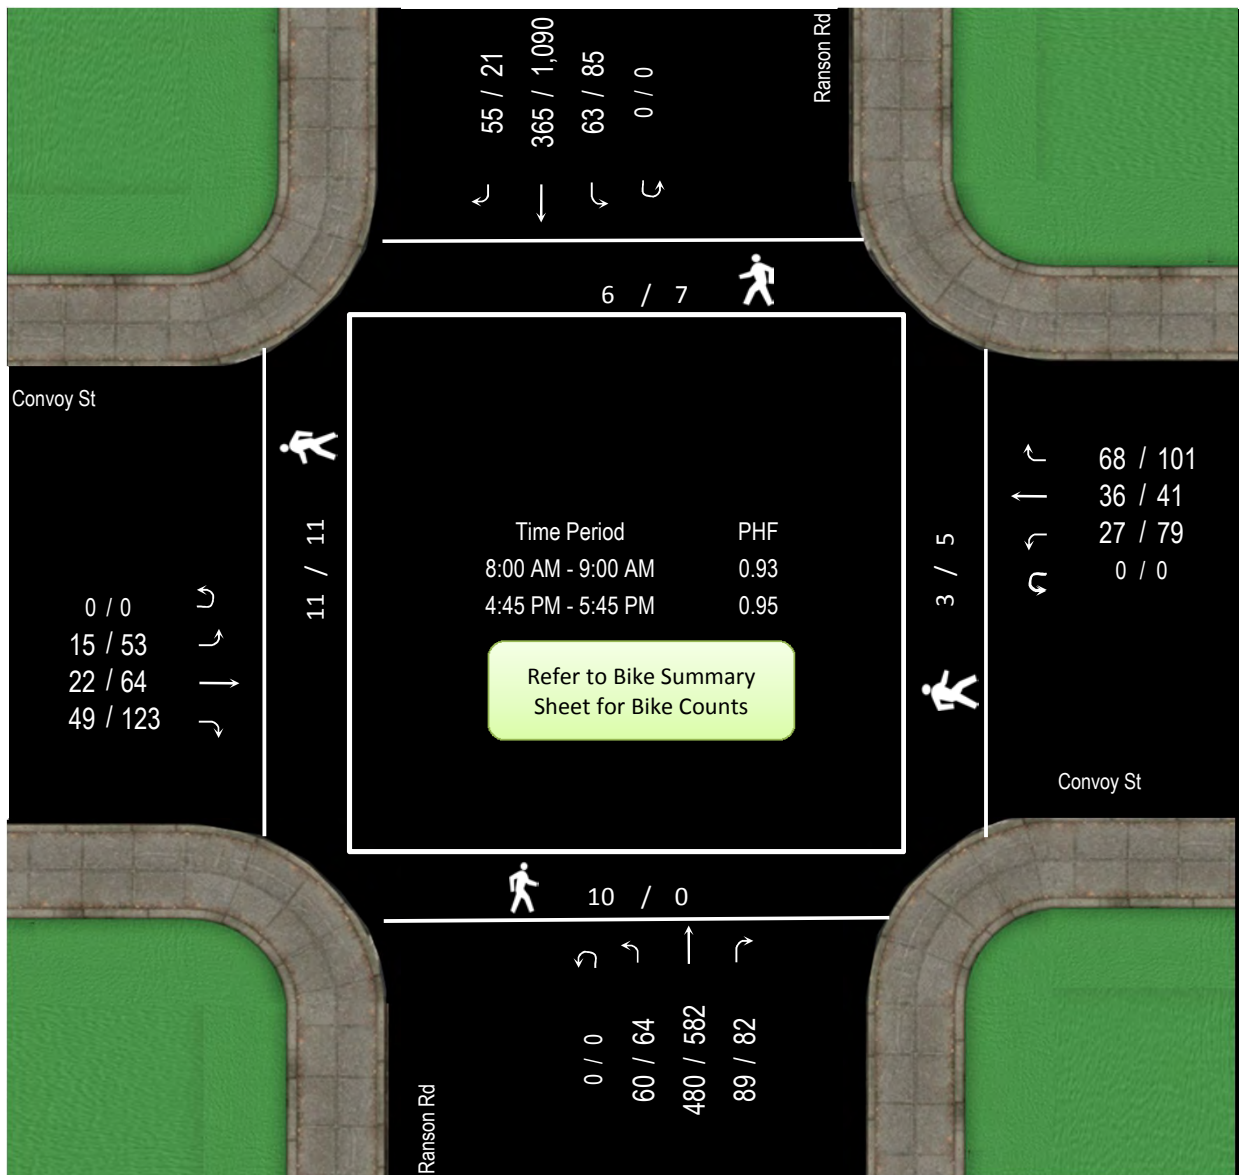 55 / 21
365 / 1,090
63 / 85
0 / 0
Ranson Rd
6 / 7
Convoy St
11 / 11
0 / 0
15 / 53
22 / 64
49 / 123
Time Period PHF
8:00 AM - 9:00 AM 0.93
4:45 PM - 5:45 PM 0.95
Refer to Bike Summary
Sheet for Bike Counts
3 / 5
68 / 101
36 / 41
27 / 79
0 / 0
Convoy St
10 / 0
0 / 0
60 / 64
480 / 582
89 / 82
Ranson Rd